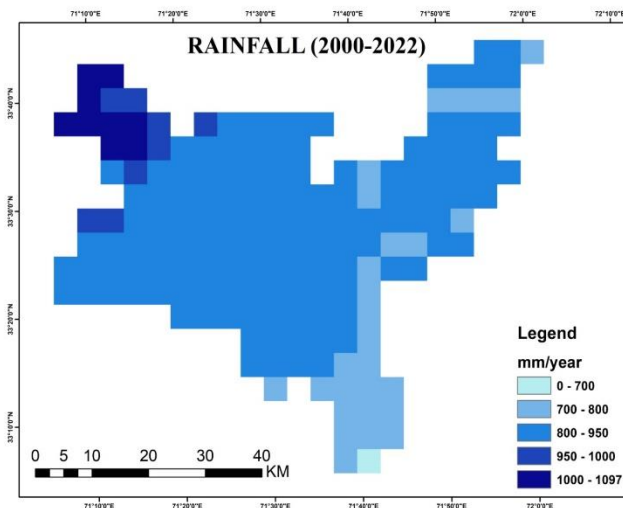 71°10'0"E 71°20'0"E 71°30'0"E 71°40'0"E 71°50'0"E 72°0'0"E 72°10'0"E
RAINFALL (2000-2022)
33°40'0"N
33°30'0"N
33°20'0"N
33°10'0"N
Legend
mm/year
0 - 700
700 - 800
800 - 950
950 - 1000
1000 - 1097
0 5 10 20 30 40
KM
71°10'0"E 71°20'0"E 71°30'0"E 71°40'0"E 71°50'0"E 72°0'0"E